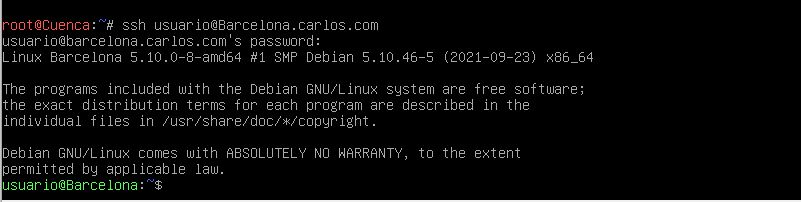 root@Cuenca:~# ssh usuario@Barcelona.carlos.com
usuario@barcelona.carlos.com's password:
Linux Barcelona 5.10.0-8-amd64 #1 SMP Debian 5.10.46-5 (2021-09-23) x86_64
The programs included with the Debian GNU/Linux system are free software;
the exact distribution terms for each program are described in the
individual files in /usr/share/doc/*/copyright.
Debian GNU/Linux comes with ABSOLUTELY NO WARRANTY, to the extent
permitted by applicable law.
usuario@Barcelona:~$